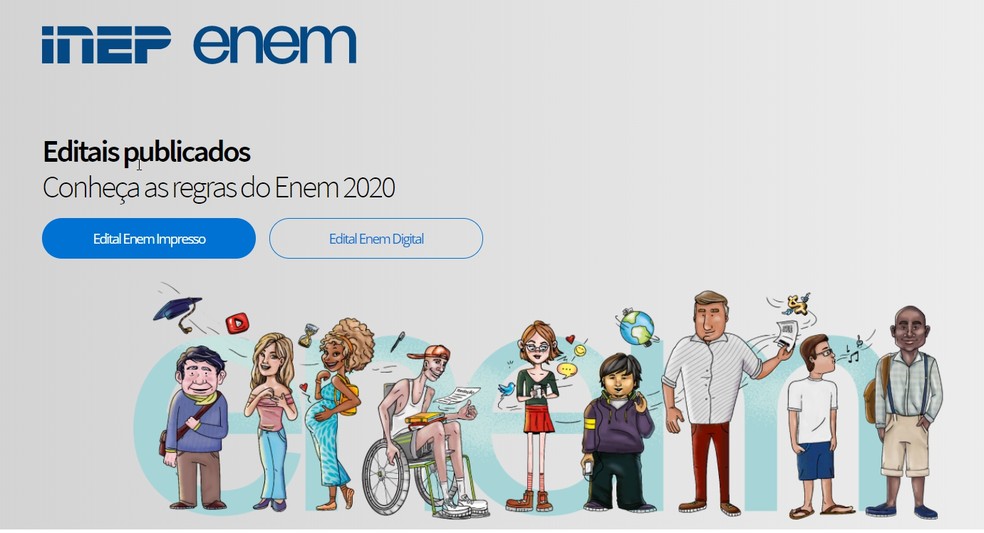 INEP enem
Editais publicados
Conheça as regras do Enem 2020
Edital Enem Impresso
Edital Enem Digital
enem